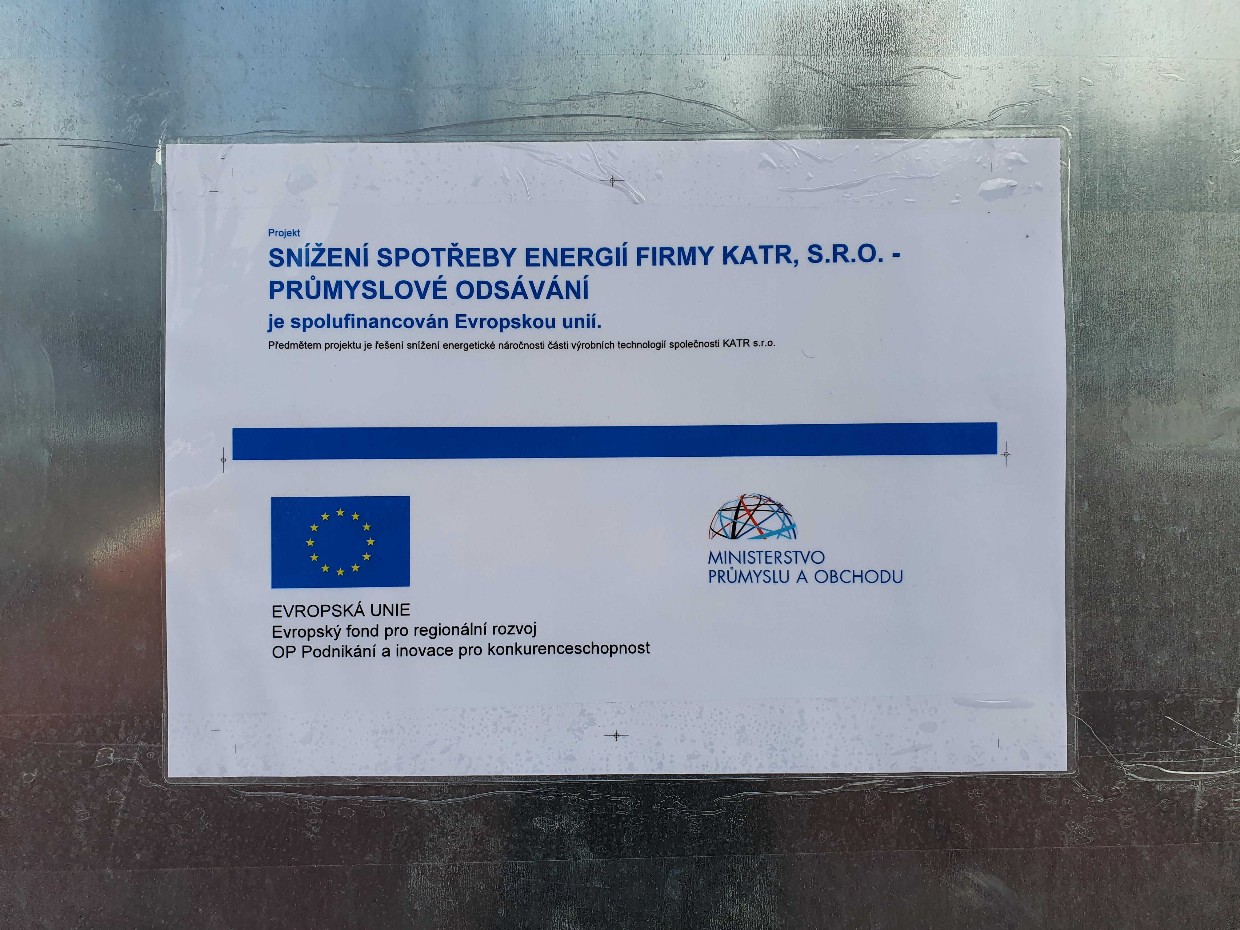 Projekt
SNÍŽENÍ SPOTŘEBY ENERGIÍ FIRMY KATR, S.R.O. -
PRŮMYSLOVÉ ODSÁVÁNÍ
je spolufinancován Evropskou unií.
Předmětem projektu je řešení snížení energetické náročnosti části výrobních technologií společnosti KATR s.r.o.
MINISTERSTVO
PRŮMYSLU A OBCHODU
EVROPSKÁ UNIE
Evropský fond pro regionální rozvoj
OP Podnikání a inovace pro konkurenceschopnost